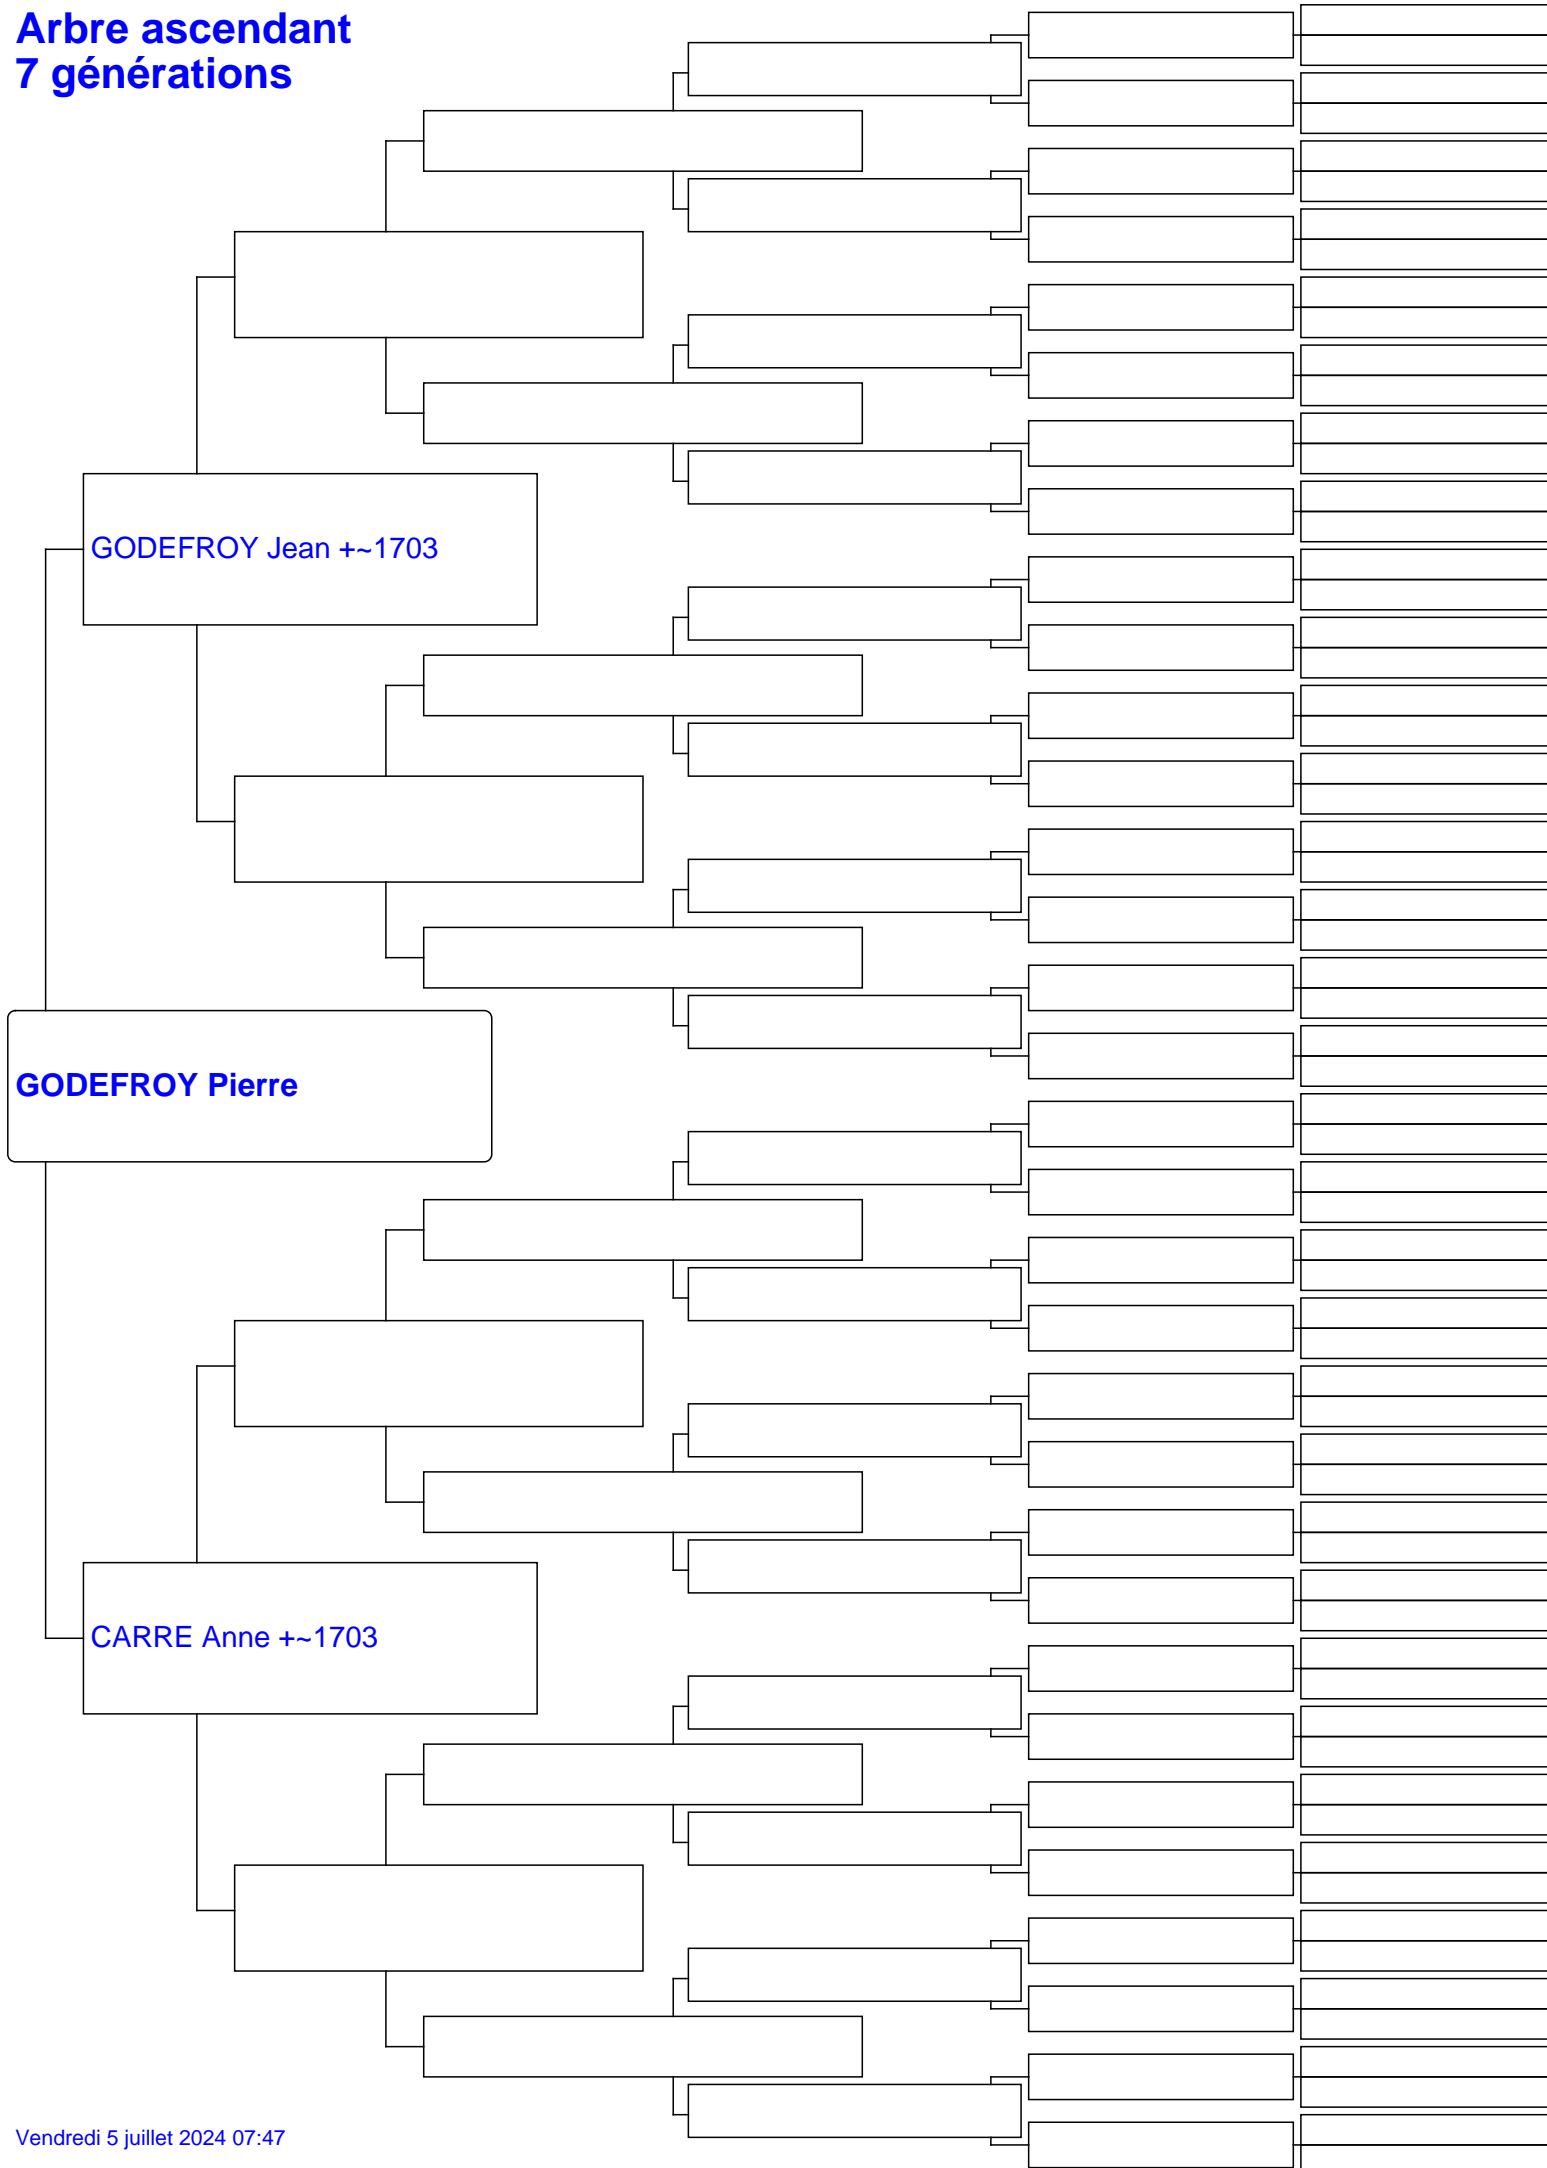 Arbre ascendant
7 générations
GODEFROY Jean +~1703
GODEFROY Pierre
CARRE Anne +~1703
Vendredi 5 juillet 2024 07:47